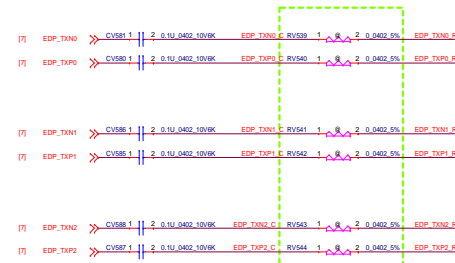 [7] EDP_TXN0 CV581 1 2 0.1U_0402_10V6K EDP_TXN0_C RV539 1 @ 2 0_0402_5% EDP_TXN0_R
[7] EDP_TXP0 CV580 1 2 0.1U_0402_10V6K EDP_TXP0_C RV540 1 @ 2 0_0402_5% EDP_TXP0_R
[7] EDP_TXN1 CV586 1 2 0.1U_0402_10V6K EDP_TXN1_C RV541 1 @ 2 0_0402_5% EDP_TXN1_R
[7] EDP_TXP1 CV585 1 2 0.1U_0402_10V6K EDP_TXP1_C RV542 1 @ 2 0_0402_5% EDP_TXP1_R
[7] EDP_TXN2 CV588 1 2 0.1U_0402_10V6K EDP_TXN2_C RV543 1 @ 2 0_0402_5% EDP_TXN2_R
[7] EDP_TXP2 CV587 1 2 0.1U_0402_10V6K EDP_TXP2_C RV544 1 @ 2 0_0402_5% EDP_TXP2_R